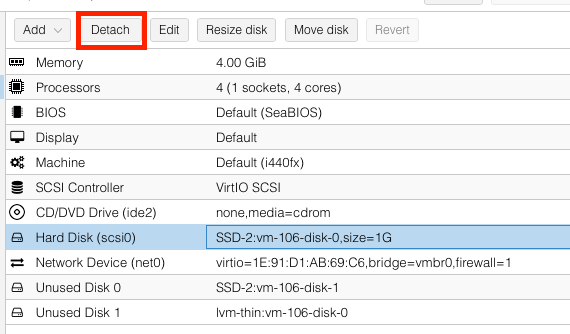 Add Detach Edit Resize disk Move disk Revert
Memory 4.00 GiB
Processors 4 (1 sockets, 4 cores)
BIOS Default (SeaBIOS)
Display Default
Machine Default (i440fx)
SCSI Controller VirtIO SCSI
CD/DVD Drive (ide2) none,media=cdrom
Hard Disk (scsi0) SSD-2:vm-106-disk-0,size=1G
Network Device (net0) virtio=1E:91:D1:AB:69:C6,bridge=vmbr0,firewall=1
Unused Disk 0 SSD-2:vm-106-disk-1
Unused Disk 1 lvm-thin:vm-106-disk-0